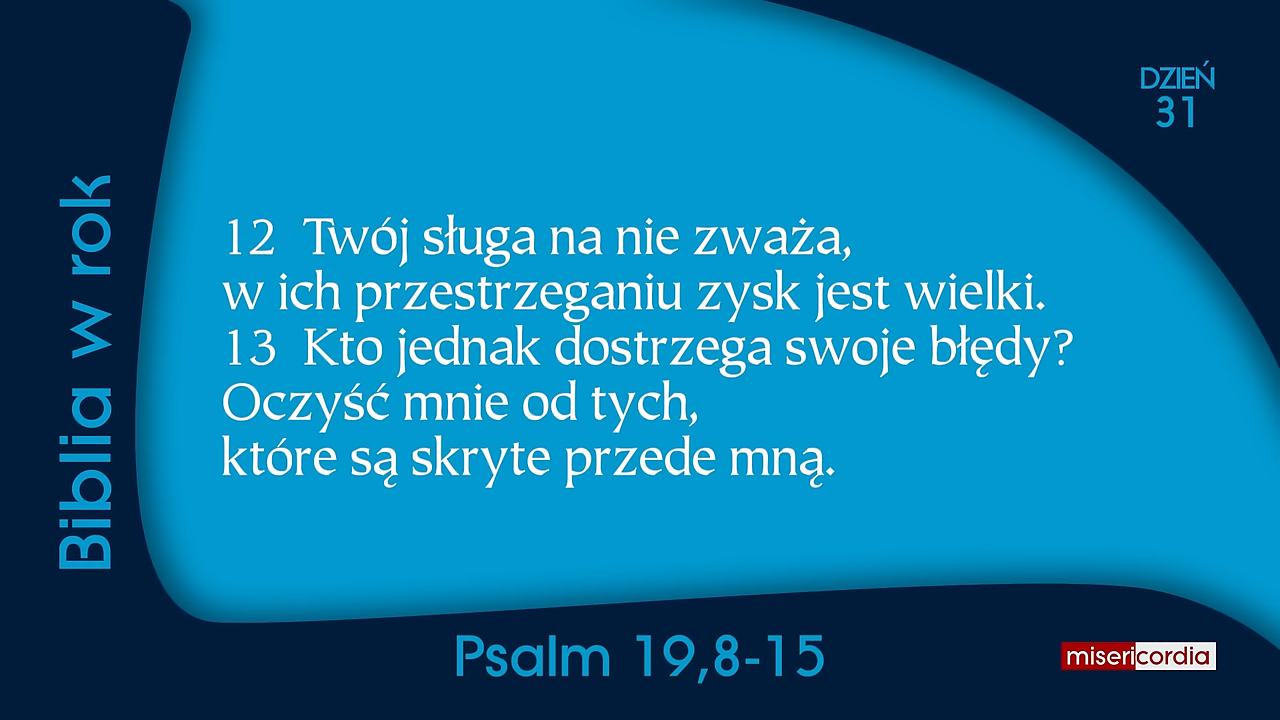 DZIEŃ
31
Biblia w rok
12 Twój sługa na nie zważa,
w ich przestrzeganiu zysk jest wielki.
13 Kto jednak dostrzega swoje błędy?
Oczyść mnie od tych,
które są skryte przede mną.
Psalm 19,8-15
misericordia